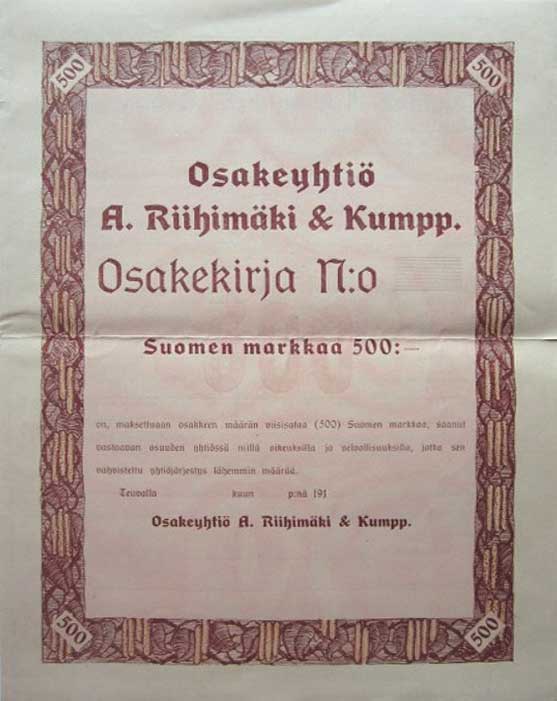 500 500
Osakeyhtiö
A. Riihimäki & Kumpp.
Osakekirja N:o
500
Suomen markkaa 500:—
on, maksettuaan osakkeen määrän viisisataa (500) Suomen markkaa, saanut
vastaavan osuuden yhtiössä niillä oikeuksilla ja velvollisuuksilla, jotka sen
vahvistettu yhtiöjärjestys lähemmin määrää.
Teuvalla kuun p:nä 191
Osakeyhtiö A. Riihimäki & Kumpp.
500 500